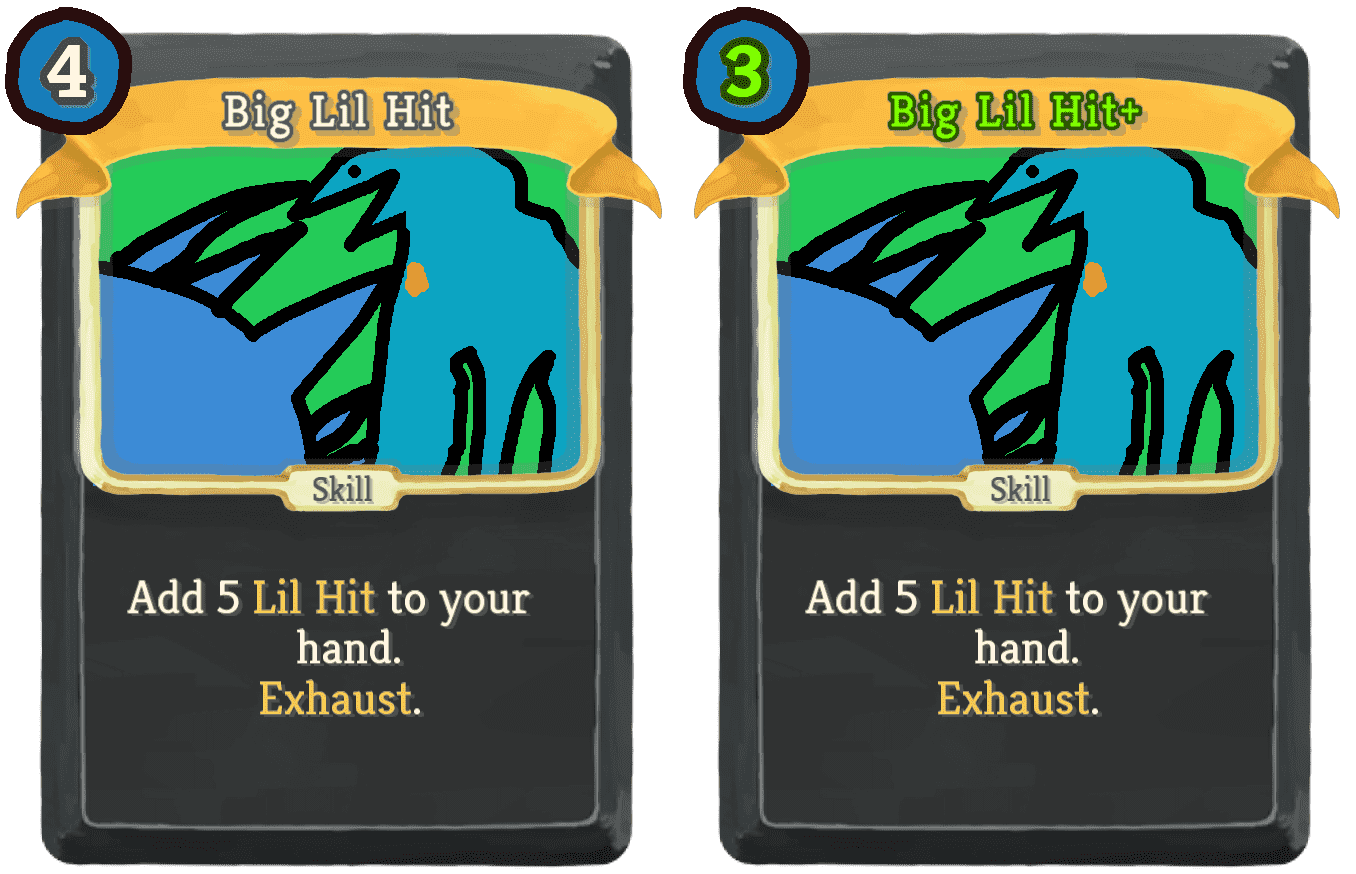 4
Big Lil Hit
Skill
Add 5 Lil Hit to your
hand.
Exhaust.
3
Big Lil Hit+
Skill
Add 5 Lil Hit to your
hand.
Exhaust.